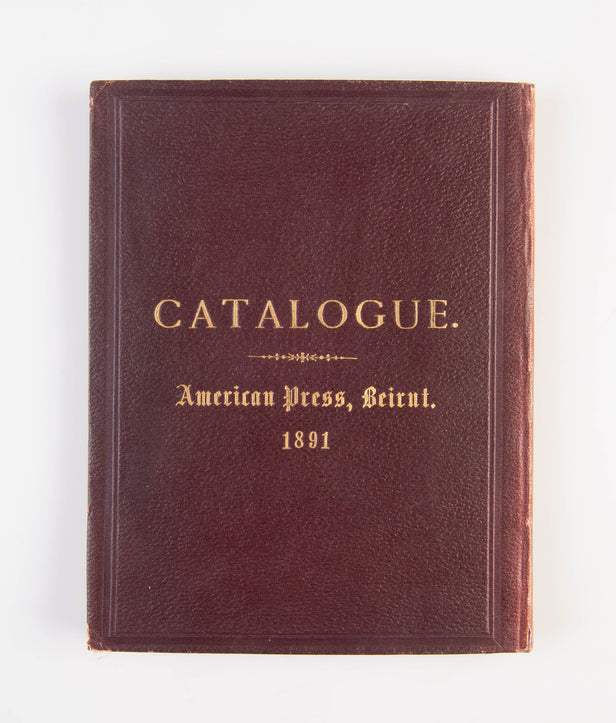 CATALOGUE.
American Press, Beirut.
1891